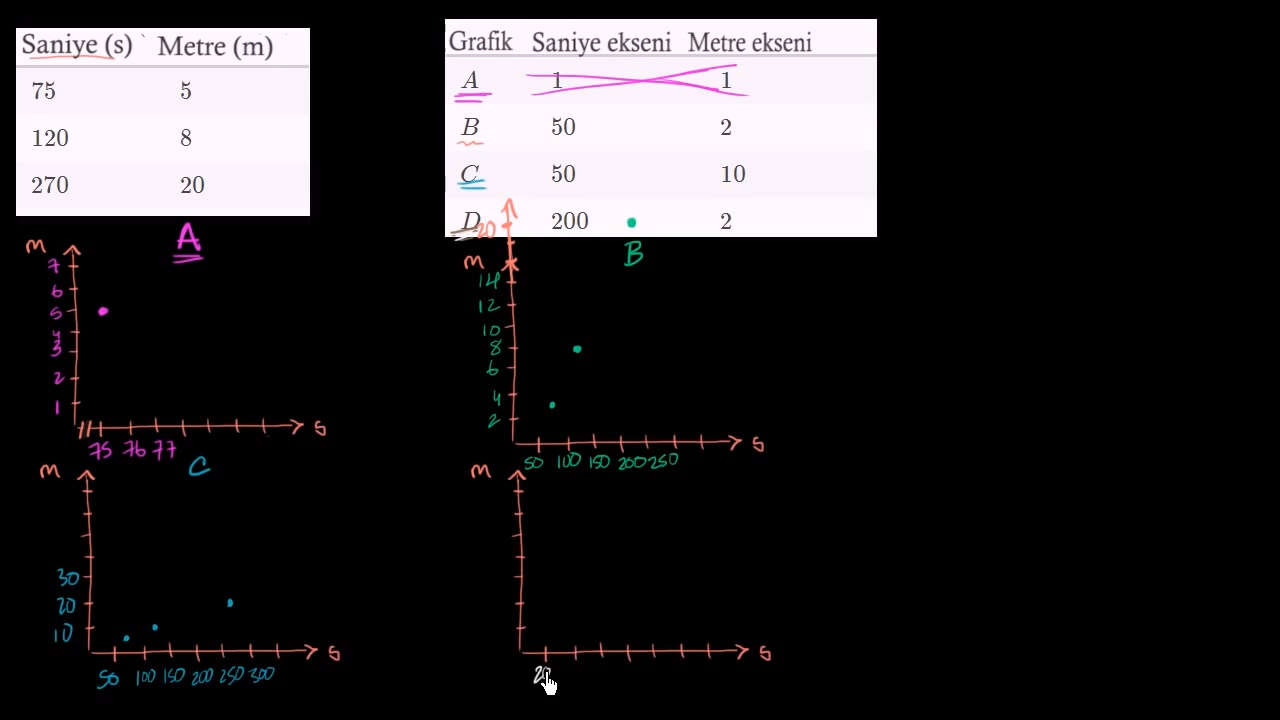 Saniye (s) Metre (m)
75 5
120 8
270 20
Grafik Saniye ekseni Metre ekseni
A 1 1
B 50 2
C 50 10
D 200 2
A
m
7
6
5
4
3
2
1
75 76 77
s
B
20
m
14
12
10
8
6
4
2
50 100 150 200 250
s
C
m
30
20
10
50 100 150 200 250 300
s
m
20
s